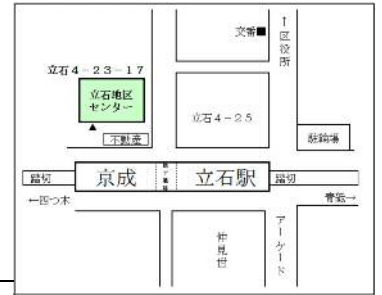 交番■
↑区役所
立石4-23-17
立石地区
センター
▲
不動産
立石4-25
駐輪場
踏切
京成
立石駅
踏切
←四つ木
青砥→
仲見世
アーケード